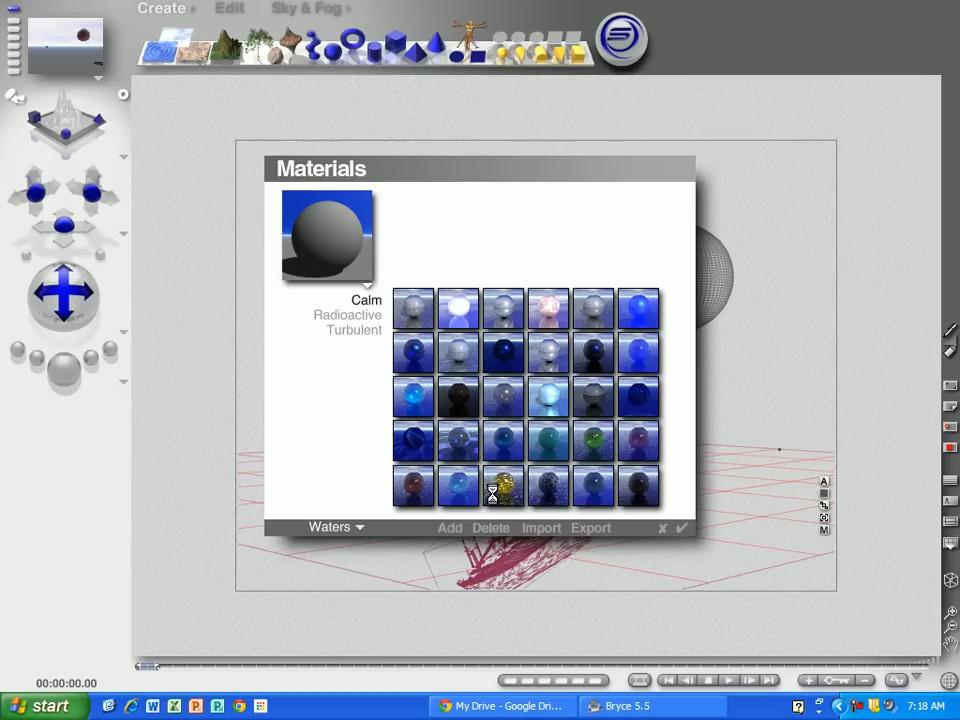 Create Edit Sky & Fog
Materials
Calm
Radioactive
Turbulent
A
M
Waters Add Delete Import Export
00:00:00.00
start My Drive - Google Dri... Bryce 5.5 7:18 AM